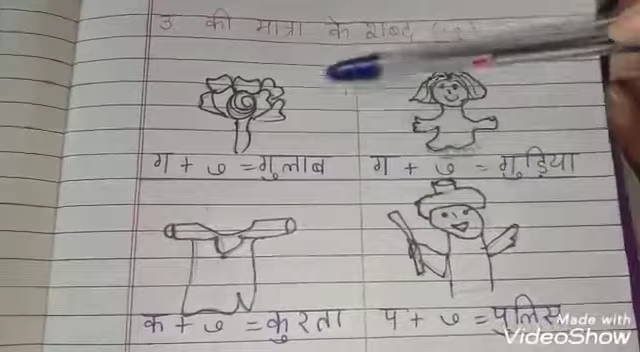 उ की मात्रा के शब्द (ु)
ग + ु = गुलाब
ग + ु = गुड़िया
क + ु = कुरता
प + ु = पुलिस
Made with
VideoShow